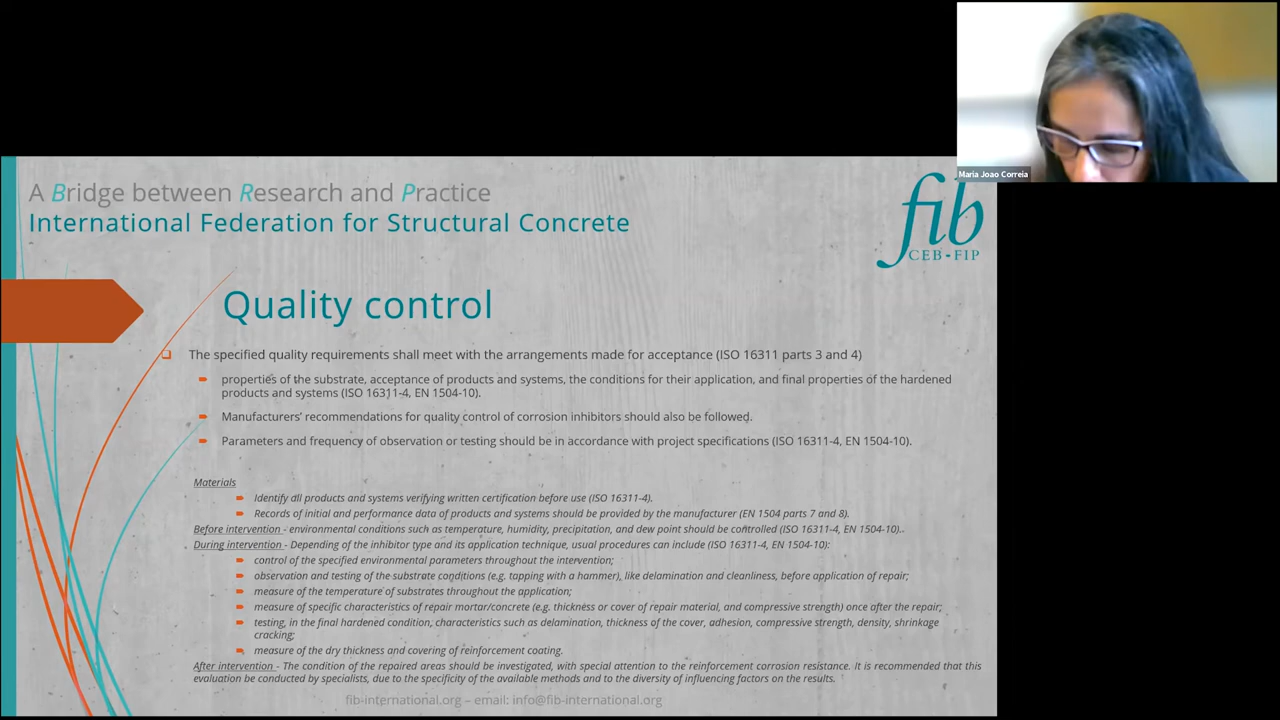 Maria Joao Correia
A Bridge between Research and Practice
International Federation for Structural Concrete
fib
CEB-FIP
Quality control
The specified quality requirements shall meet with the arrangements made for acceptance (ISO 16311 parts 3 and 4)
properties of the substrate, acceptance of products and systems, the conditions for their application, and final properties of the hardened
products and systems (ISO 16311-4, EN 1504-10).
Manufacturers' recommendations for quality control of corrosion inhibitors should also be followed.
Parameters and frequency of observation or testing should be in accordance with project specifications (ISO 16311-4, EN 1504-10).
Materials
Identify all products and systems verifying written certification before use (ISO 16311-4).
Records of initial and performance data of products and systems should be provided by the manufacturer (EN 1504 parts 7 and 8).
Before intervention - environmental conditions such as temperature, humidity, precipitation, and dew point should be controlled (ISO 16311-4, EN 1504-10)..
During intervention - Depending of the inhibitor type and its application technique, usual procedures can include (ISO 16311-4, EN 1504-10):
control of the specified environmental parameters throughout the intervention;
observation and testing of the substrate conditions (e.g. tapping with a hammer), like delamination and cleanliness, before application of repair;
measure of the temperature of substrates throughout the application;
measure of specific characteristics of repair mortar/concrete (e.g. thickness or cover of repair material, and compressive strength) once after the repair;
testing, in the final hardened condition, characteristics such as delamination, thickness of the cover, adhesion, compressive strength, density, shrinkage
cracking;
measure of the dry thickness and covering of reinforcement coating.
After intervention - The condition of the repaired areas should be investigated, with special attention to the reinforcement corrosion resistance. It is recommended that this
evaluation be conducted by specialists, due to the specificity of the available methods and to the diversity of influencing factors on the results.
fib-international.org – email: info@fib-international.org